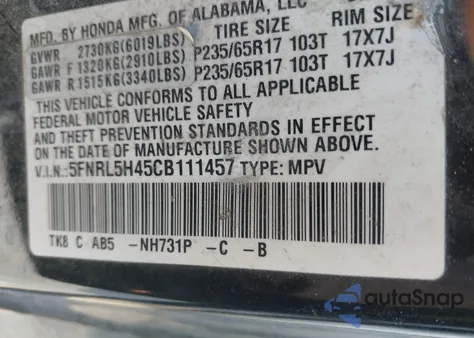 MFD. BY HONDA MFG. OF ALABAMA, LLC
TIRE SIZE RIM SIZE
GVWR 2730KG(6019LBS)
GAWR F 1320KG(2910LBS) P235/65R17 103T 17X7J
GAWR R 1515KG(3340LBS) P235/65R17 103T 17X7J
THIS VEHICLE CONFORMS TO ALL APPLICABLE
FEDERAL MOTOR VEHICLE SAFETY
AND THEFT PREVENTION STANDARDS IN EFFECT
ON THE DATE OF MANUFACTURE SHOWN ABOVE.
V.I.N.:5FNRL5H45CB111457 TYPE: MPV
TK8 C AB5 -NH731P -C -B
autoSnap